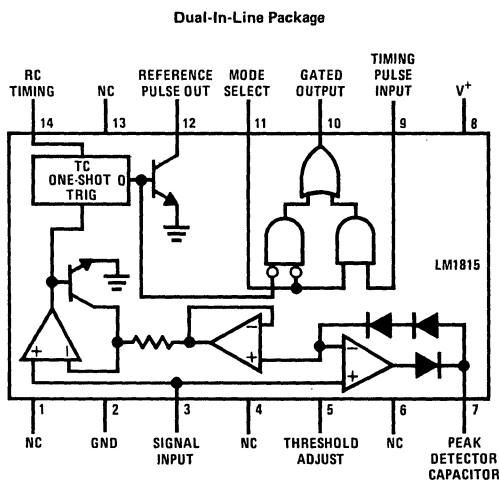 Dual-In-Line Package
RC TIMING
NC
REFERENCE PULSE OUT
MODE SELECT
GATED OUTPUT
TIMING PULSE INPUT
V+
14
13
12
11
10
9
8
TC
ONE-SHOT Q
TRIG
LM1815
+
−
−
+
−
+
1
2
3
4
5
6
7
NC
GND
SIGNAL INPUT
NC
THRESHOLD ADJUST
NC
PEAK DETECTOR CAPACITOR